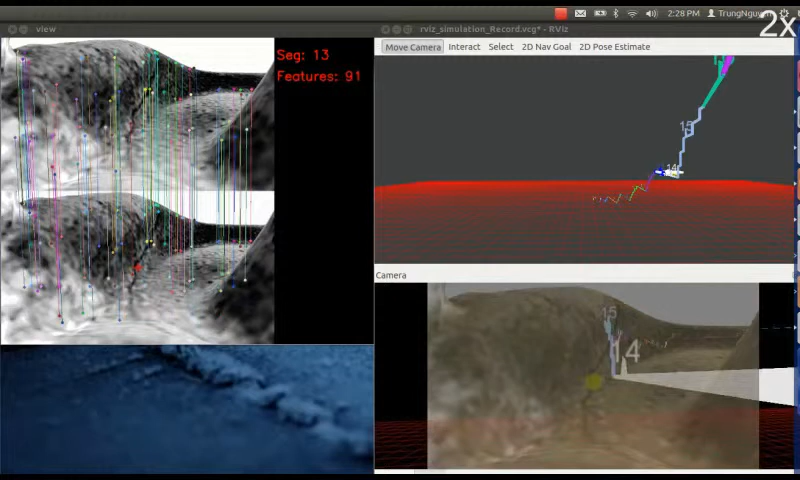 2:28 PM TrungNguy
2x
view
rviz_simulation_Record.vcg* - RViz
Move Camera Interact Select 2D Nav Goal 2D Pose Estimate
Seg: 13
Features: 91
15
14
Camera
15
14